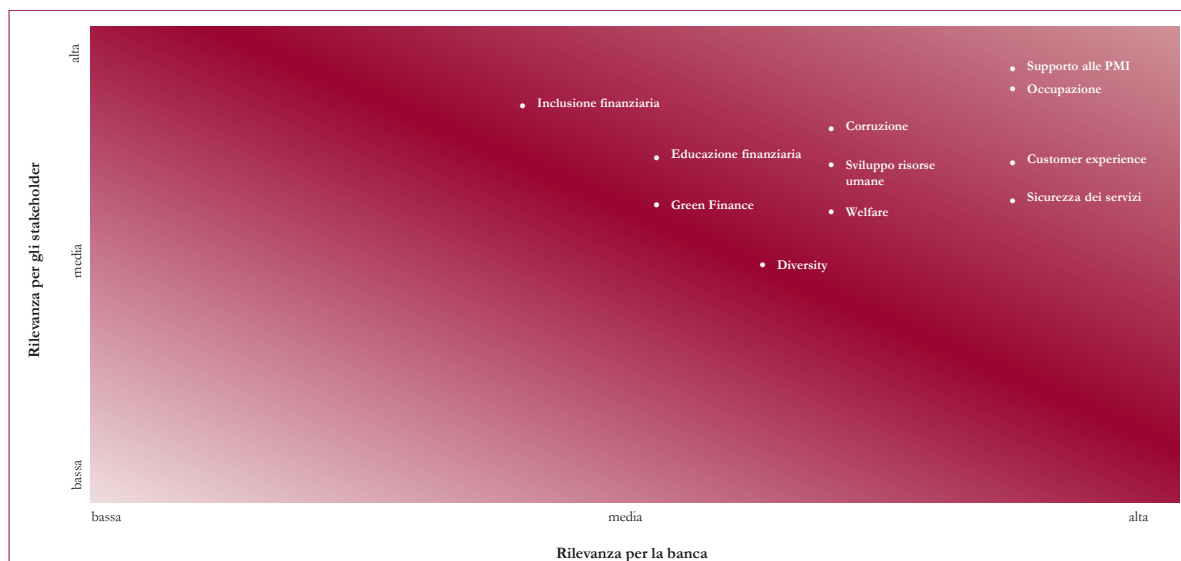 alta
Rilevanza per gli stakeholder
media
bassa
Supporto alle PMI
Occupazione
Inclusione finanziaria
Corruzione
Educazione finanziaria
Sviluppo risorse
umane
Customer experience
Green Finance
Welfare
Sicurezza dei servizi
Diversity
bassa
media
alta
Rilevanza per la banca